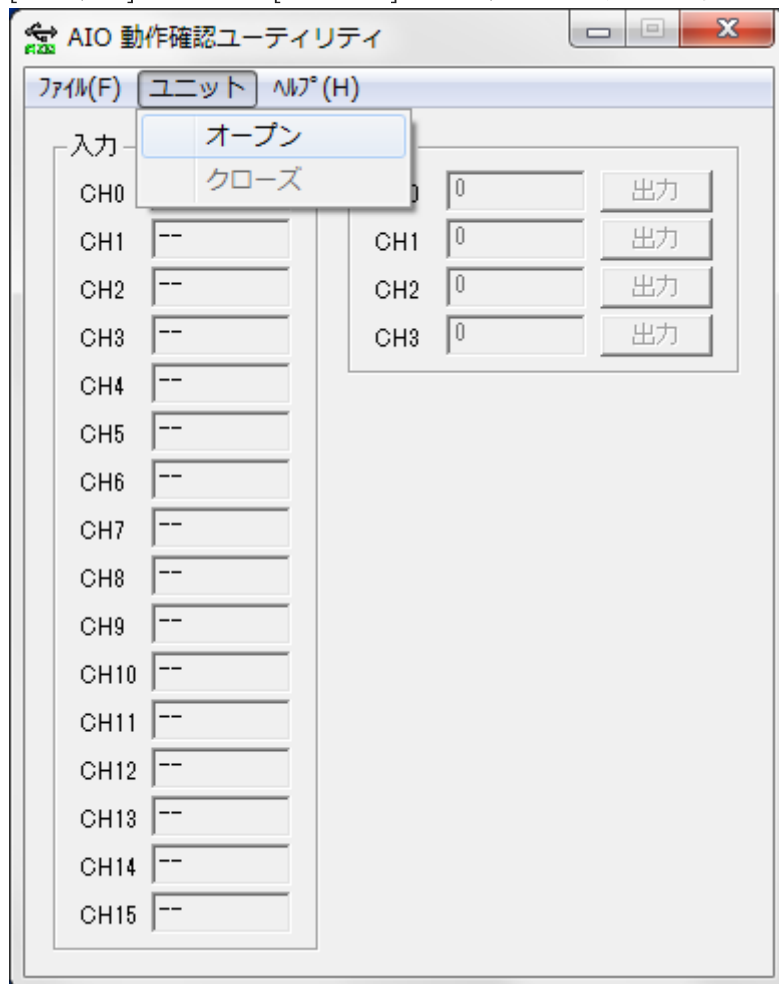 AIO 動作確認ユーティリティ
ﾌｧｲﾙ(F) ユニット ﾍﾙﾌﾟ(H)
オープン
クローズ
入力
CH0
CH1 --
CH2 --
CH3 --
CH4 --
CH5 --
CH6 --
CH7 --
CH8 --
CH9 --
CH10 --
CH11 --
CH12 --
CH13 --
CH14 --
CH15 --
0 出力
CH1 0 出力
CH2 0 出力
CH3 0 出力